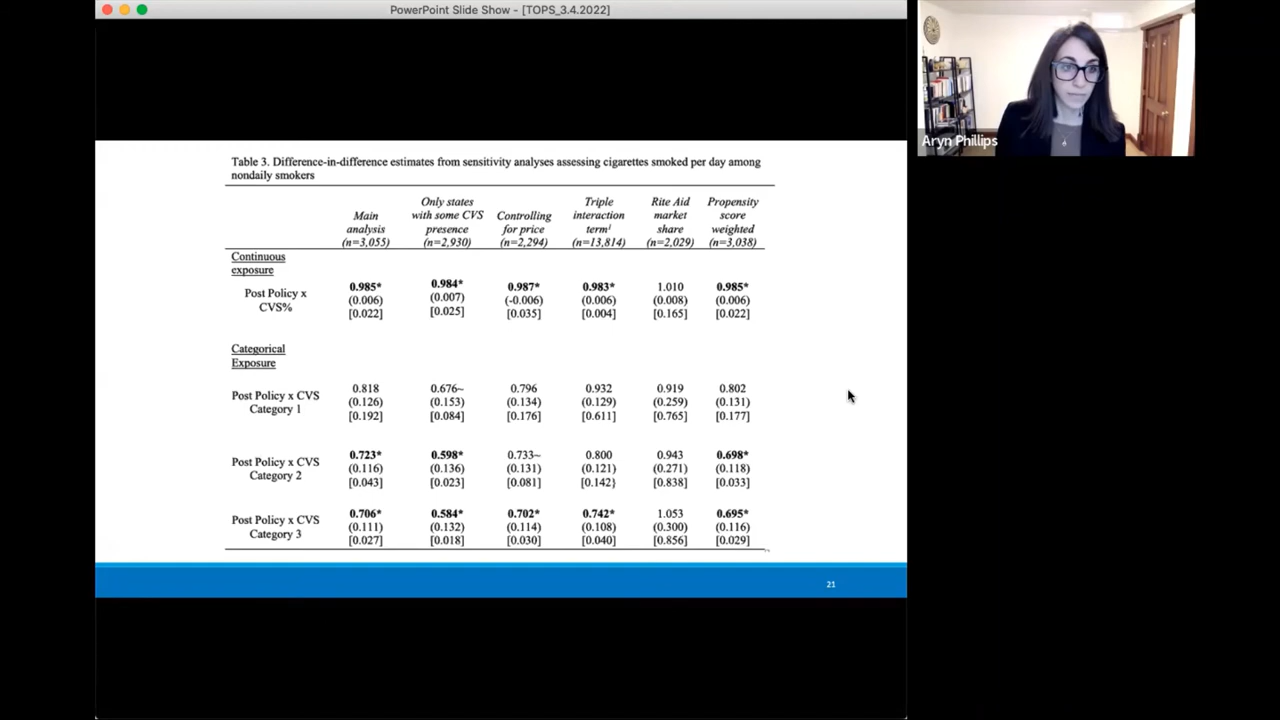 PowerPoint Slide Show - [TOPS_3.4.2022]
Aryn Phillips
Table 3. Difference-in-difference estimates from sensitivity analyses assessing cigarettes smoked per day among
nondaily smokers
Main analysis (n=3,055) Only states with some CVS presence (n=2,930) Controlling for price (n=2,294) Triple interaction term¹ (n=13,814) Rite Aid market share (n=2,029) Propensity score weighted (n=3,038)
Continuous
exposure
Post Policy x CVS% 0.985* 0.984* 0.987* 0.983* 1.010 0.985*
(0.006) (0.007) (-0.006) (0.006) (0.008) (0.006)
[0.022] [0.025] [0.035] [0.004] [0.165] [0.022]
Categorical
Exposure
Post Policy x CVS Category 1 0.818 0.676~ 0.796 0.932 0.919 0.802
(0.126) (0.153) (0.134) (0.129) (0.259) (0.131)
[0.192] [0.084] [0.176] [0.611] [0.765] [0.177]
Post Policy x CVS Category 2 0.723* 0.598* 0.733~ 0.800 0.943 0.698*
(0.116) (0.136) (0.131) (0.121) (0.271) (0.118)
[0.043] [0.023] [0.081] [0.142} [0.838] [0.033]
Post Policy x CVS Category 3 0.706* 0.584* 0.702* 0.742* 1.053 0.695*
(0.111) (0.132) (0.114) (0.108) (0.300) (0.116)
[0.027] [0.018] [0.030] [0.040] [0.856] [0.029]
21